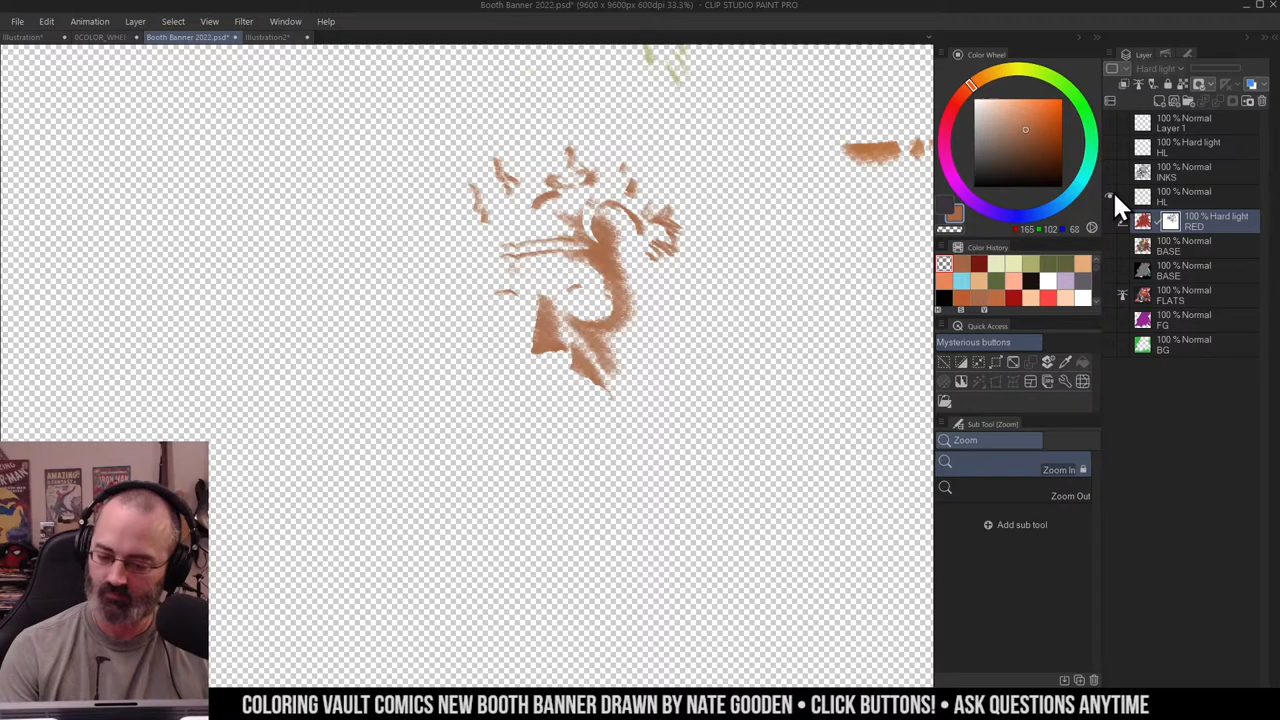 Booth Banner 2022.psd* (9600 x 9600px 600dpi 33.3%) - CLIP STUDIO PAINT PRO
File Edit Animation Layer Select View Filter Window Help
Illustration* 0COLOR_WHE Booth Banner 2022.psd* Illustration2*
Color Wheel
165 102 68
Color History
H S V
Quick Access
Mysterious buttons
Sub Tool [Zoom]
Zoom
Zoom In
Zoom Out
Add sub tool
Layer
Hard light
100 % Normal
Layer 1
100 % Hard light
HL
100 % Normal
INKS
100 % Normal
HL
100 % Hard light
RED
100 % Normal
BASE
100 % Normal
BASE
100 % Normal
FLATS
100 % Normal
FG
100 % Normal
BG
AMAZING
COLORING VAULT COMICS NEW BOOTH BANNER DRAWN BY NATE GOODEN • CLICK BUTTONS! • ASK QUESTIONS ANYTIME